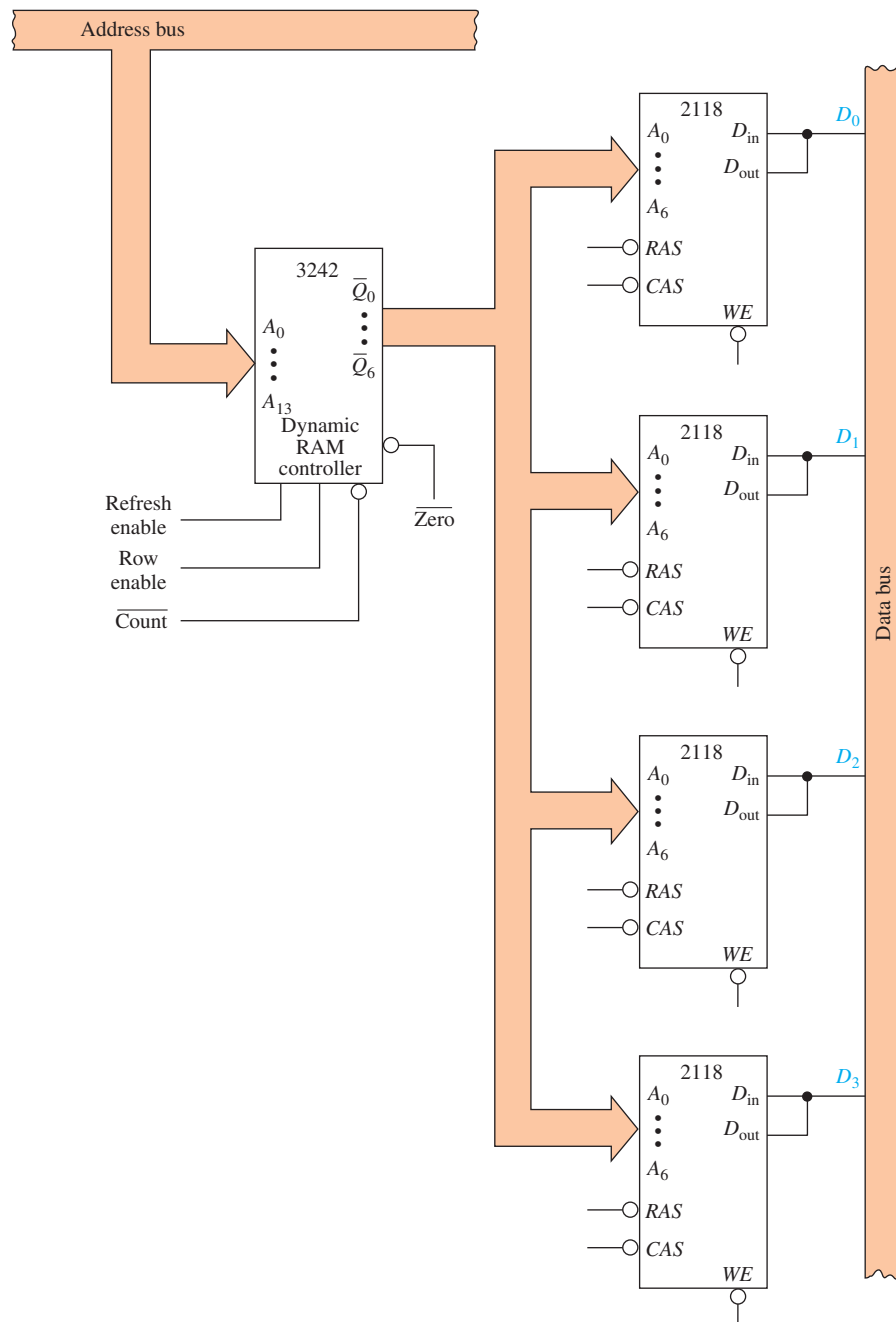 Address bus
3242
A0
A13
Q̅0
Q̅6
Dynamic
RAM
controller
Refresh
enable
Row
enable
C̅o̅u̅n̅t̅
Z̅e̅r̅o̅
2118
A0
A6
Din
Dout
RAS
CAS
WE
D0
2118
A0
A6
Din
Dout
RAS
CAS
WE
D1
2118
A0
A6
Din
Dout
RAS
CAS
WE
D2
2118
A0
A6
Din
Dout
RAS
CAS
WE
D3
Data bus